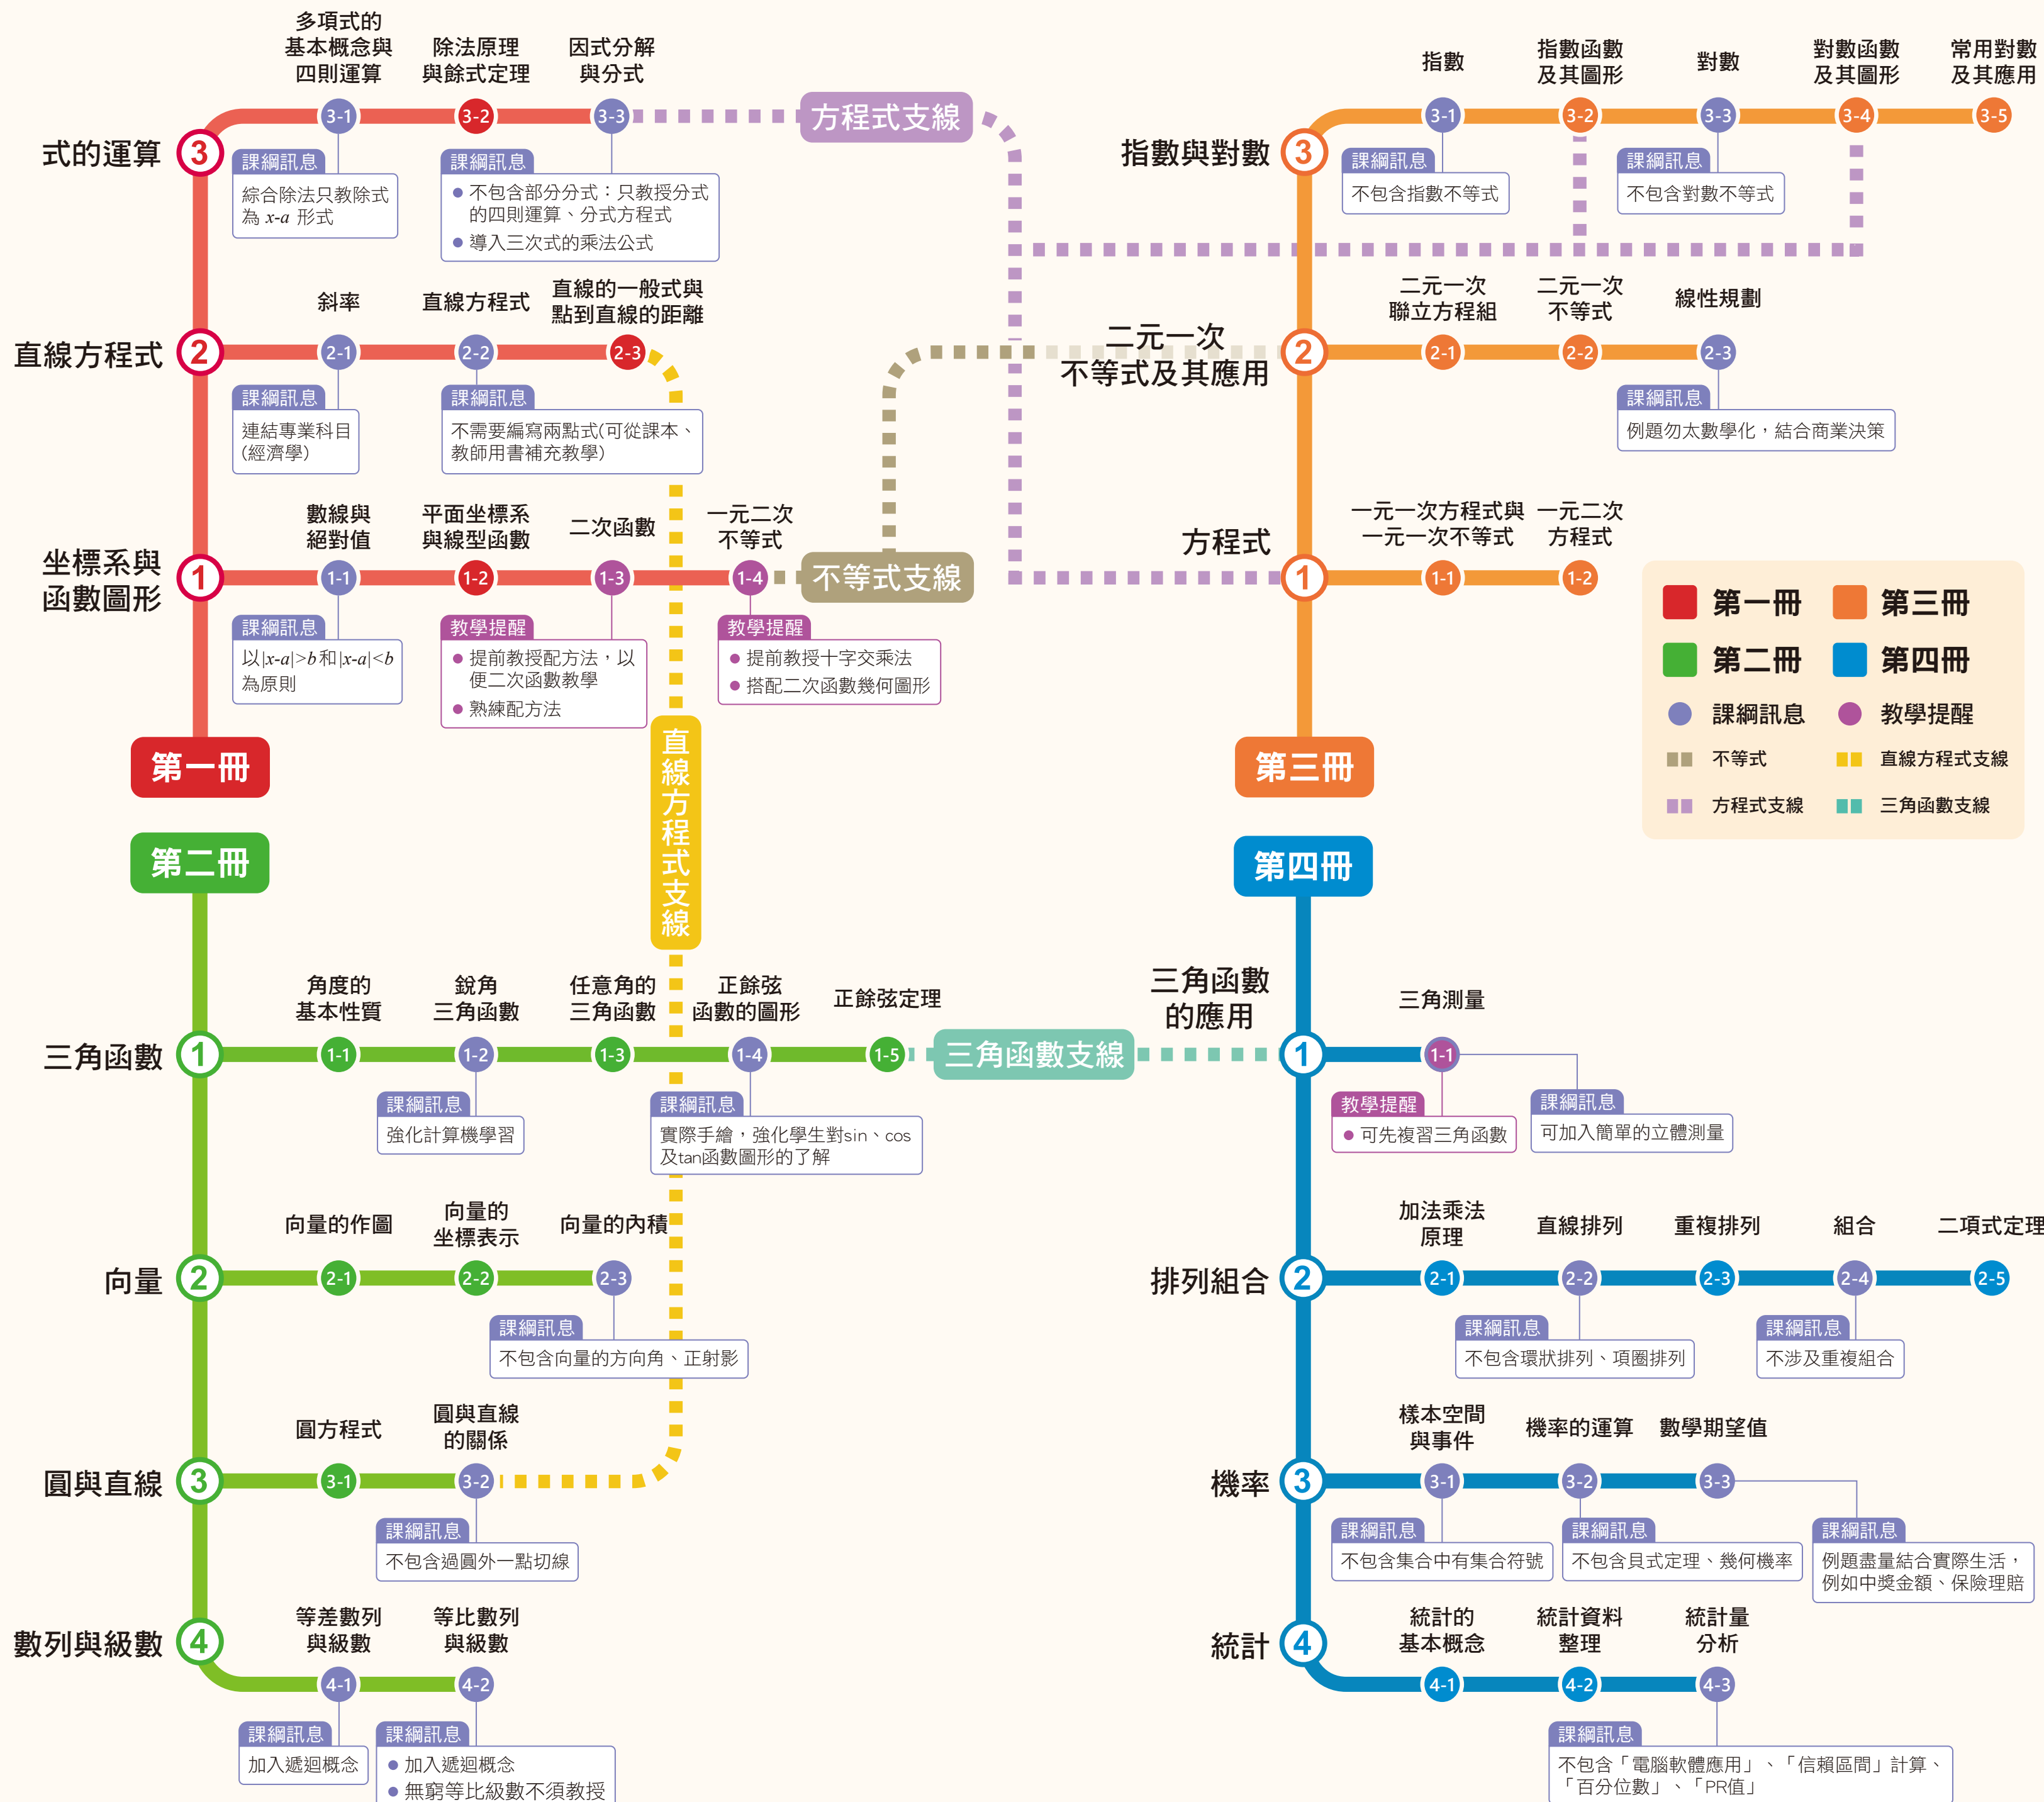 多項式的
基本概念與
四則運算
除法原理
與餘式定理
因式分解
與分式
3-1
3-2
3-3
方程式支線
式的運算
3
課綱訊息
綜合除法只教除式
為 x-a 形式
課綱訊息
不包含部分分式：只教授分式
的四則運算、分式方程式
導入三次式的乘法公式
斜率
直線方程式
直線的一般式與
點到直線的距離
直線方程式
2
2-1
2-2
2-3
課綱訊息
連結專業科目
(經濟學)
課綱訊息
不需要編寫兩點式(可從課本、
教師用書補充教學)
數線與
絕對值
平面坐標系
與線型函數
二次函數
一元二次
不等式
坐標系與
函數圖形
1
1-1
1-2
1-3
1-4
不等式支線
課綱訊息
以|x-a|>b和|x-a|<b
為原則
教學提醒
提前教授配方法，以
便二次函數教學
熟練配方法
教學提醒
提前教授十字交乘法
搭配二次函數幾何圖形
第一冊
直線方程式支線
指數
指數函數
及其圖形
對數
對數函數
及其圖形
常用對數
及其應用
指數與對數
3
3-1
3-2
3-3
3-4
3-5
課綱訊息
不包含指數不等式
課綱訊息
不包含對數不等式
二元一次
聯立方程組
二元一次
不等式
線性規劃
二元一次
不等式及其應用
2
2-1
2-2
2-3
課綱訊息
例題勿太數學化，結合商業決策
一元一次方程式與
一元一次不等式
一元二次
方程式
方程式
1
1-1
1-2
第三冊
第一冊
第三冊
第二冊
第四冊
課綱訊息
教學提醒
不等式
直線方程式支線
方程式支線
三角函數支線
第二冊
角度的
基本性質
銳角
三角函數
任意角的
三角函數
正餘弦
函數的圖形
正餘弦定理
三角函數
1
1-1
1-2
1-3
1-4
1-5
三角函數支線
課綱訊息
強化計算機學習
課綱訊息
實際手繪，強化學生對sin、cos
及tan函數圖形的了解
向量的作圖
向量的
坐標表示
向量的內積
向量
2
2-1
2-2
2-3
課綱訊息
不包含向量的方向角、正射影
圓方程式
圓與直線
的關係
圓與直線
3
3-1
3-2
課綱訊息
不包含過圓外一點切線
等差數列
與級數
等比數列
與級數
數列與級數
4
4-1
4-2
課綱訊息
加入遞迴概念
課綱訊息
加入遞迴概念
無窮等比級數不須教授
第四冊
三角函數
的應用
三角測量
1
1-1
教學提醒
可先複習三角函數
課綱訊息
可加入簡單的立體測量
加法乘法
原理
直線排列
重複排列
組合
二項式定理
排列組合
2
2-1
2-2
2-3
2-4
2-5
課綱訊息
不包含環狀排列、項圈排列
課綱訊息
不涉及重複組合
樣本空間
與事件
機率的運算
數學期望值
機率
3
3-1
3-2
3-3
課綱訊息
不包含集合中有集合符號
課綱訊息
不包含貝式定理、幾何機率
課綱訊息
例題盡量結合實際生活，
例如中獎金額、保險理賠
統計的
基本概念
統計資料
整理
統計量
分析
統計
4
4-1
4-2
4-3
課綱訊息
不包含「電腦軟體應用」、「信賴區間」計算、
「百分位數」、「PR值」